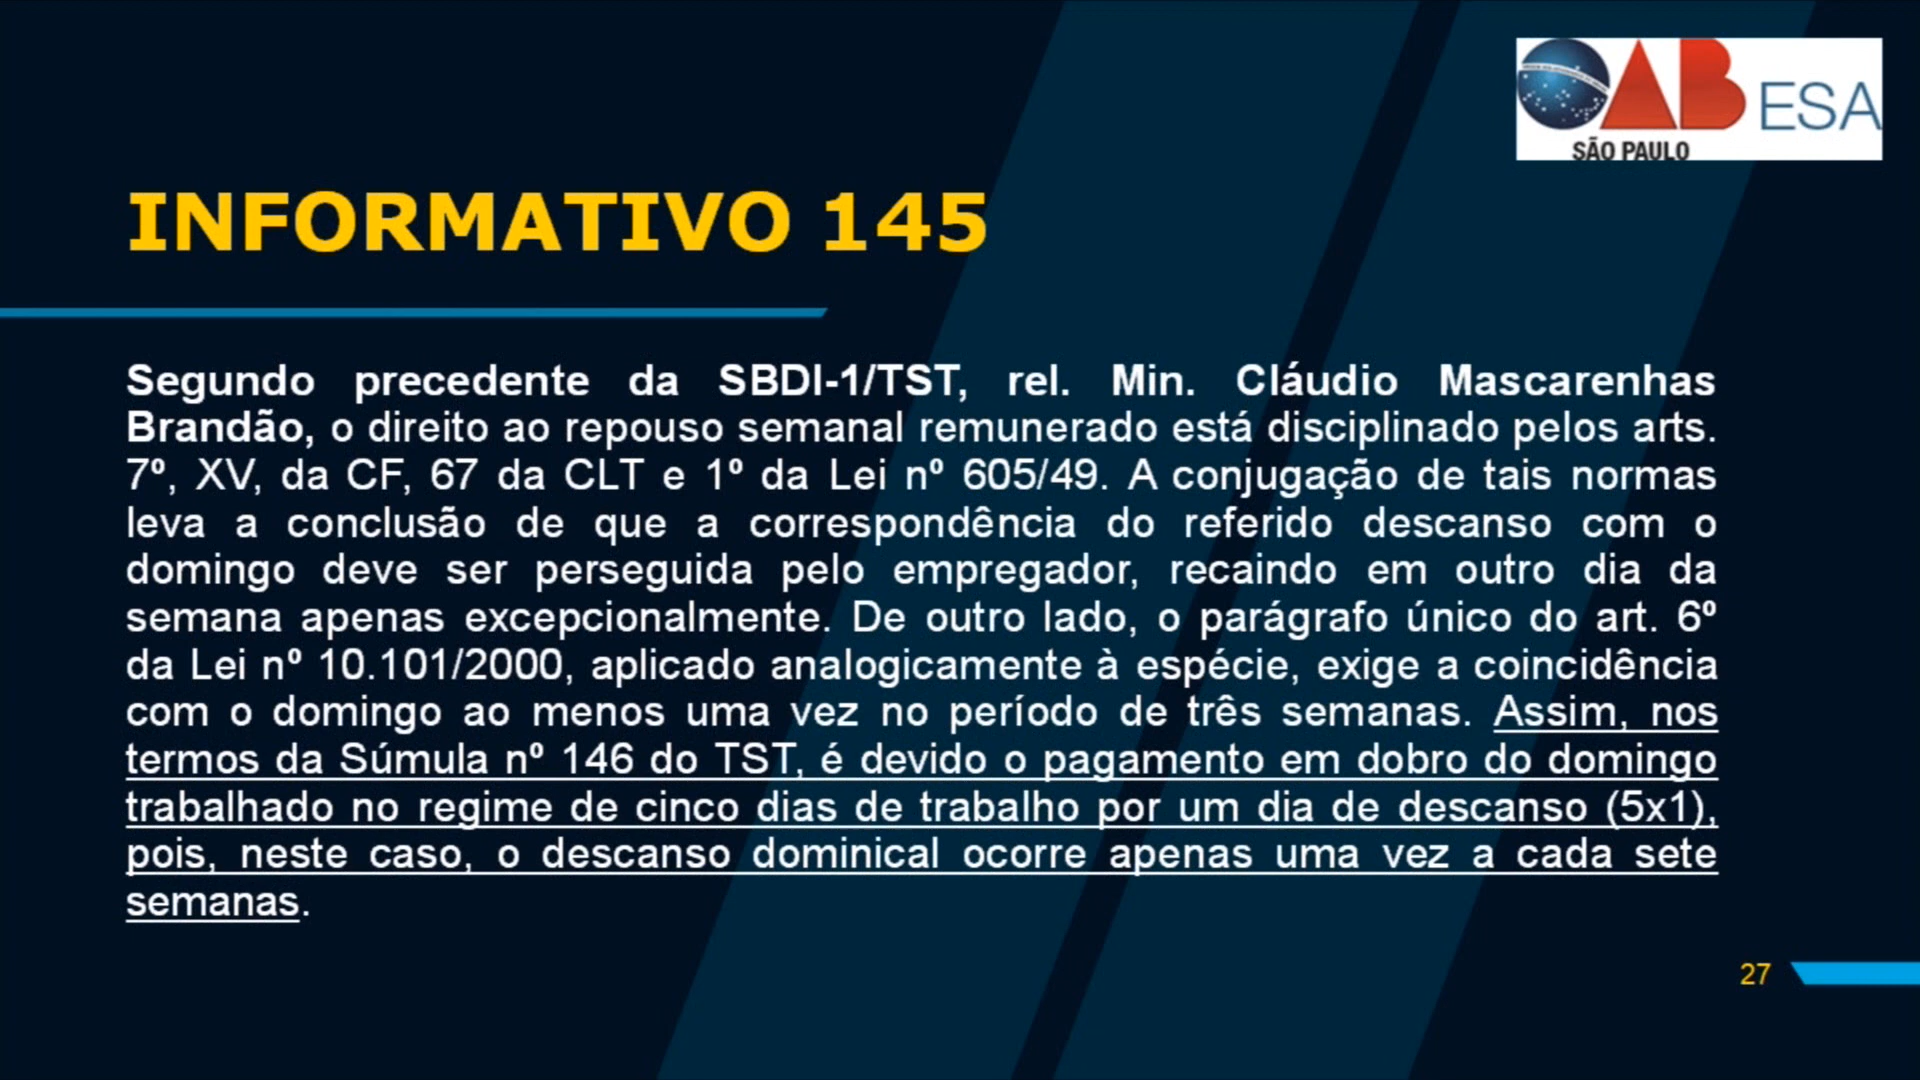 OAB ESA
SÃO PAULO
INFORMATIVO 145
Segundo precedente da SBDI-1/TST, rel. Min. Cláudio Mascarenhas
Brandão, o direito ao repouso semanal remunerado está disciplinado pelos arts.
7º, XV, da CF, 67 da CLT e 1º da Lei nº 605/49. A conjugação de tais normas
leva a conclusão de que a correspondência do referido descanso com o
domingo deve ser perseguida pelo empregador, recaindo em outro dia da
semana apenas excepcionalmente. De outro lado, o parágrafo único do art. 6º
da Lei nº 10.101/2000, aplicado analogicamente à espécie, exige a coincidência
com o domingo ao menos uma vez no período de três semanas. Assim, nos
termos da Súmula nº 146 do TST, é devido o pagamento em dobro do domingo
trabalhado no regime de cinco dias de trabalho por um dia de descanso (5x1),
pois, neste caso, o descanso dominical ocorre apenas uma vez a cada sete
semanas.
27